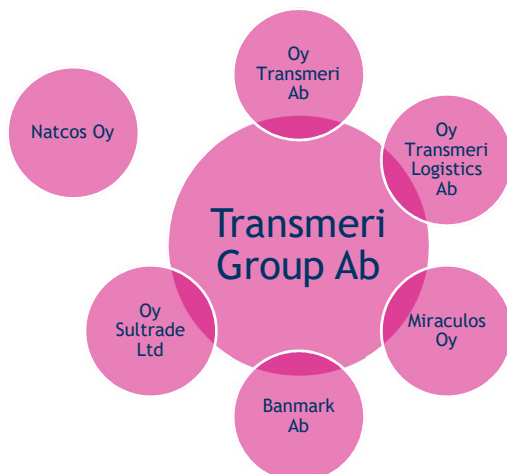 Oy
Transmeri
Ab
Natcos Oy
Oy
Transmeri
Logistics
Ab
Transmeri
Group Ab
Oy
Sultrade
Ltd
Miraculos
Oy
Banmark
Ab